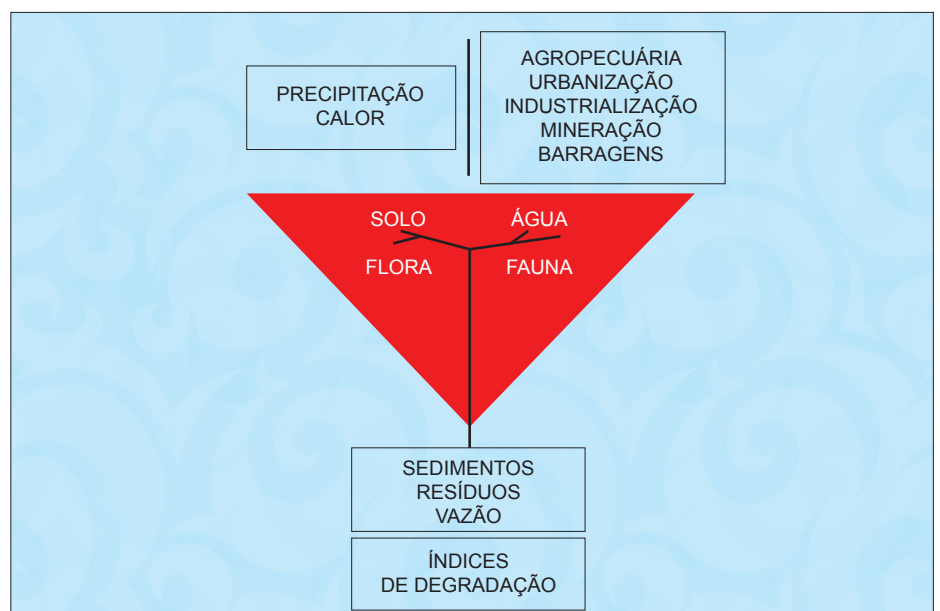 PRECIPITAÇÃO
CALOR
AGROPECUÁRIA
URBANIZAÇÃO
INDUSTRIALIZAÇÃO
MINERAÇÃO
BARRAGENS
SOLO
ÁGUA
FLORA
FAUNA
SEDIMENTOS
RESÍDUOS
VAZÃO
ÍNDICES
DE DEGRADAÇÃO